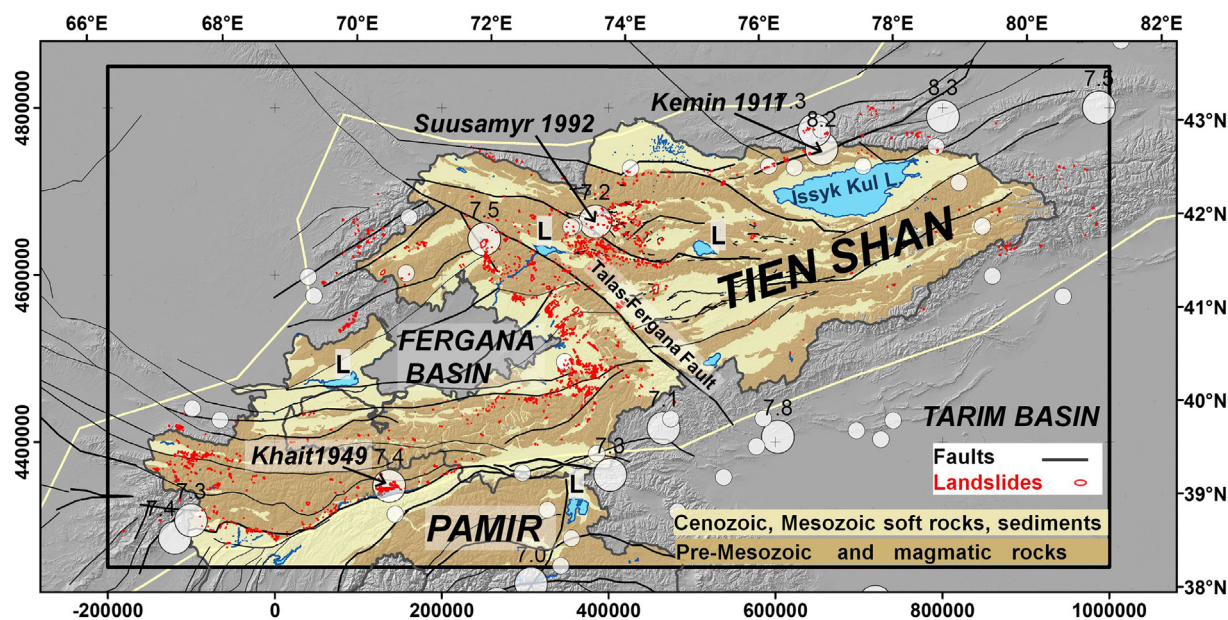 66°E 68°E 70°E 72°E 74°E 76°E 78°E 80°E 82°E
4800000
4600000
4400000
43°N
42°N
41°N
40°N
39°N
38°N
-200000 0 200000 400000 600000 800000 1000000
Kemin 1917
7.3
8.2
8.3
7.5
Suusamyr 1992
7.2
7.5
Issyk Kul L
L
L
TIEN SHAN
Talas-Fergana Fault
FERGANA
BASIN
L
7.1
7.8
TARIM BASIN
Khait1949
7.4
7.3
7.4
L
PAMIR
7.0
Faults
Landslides
Cenozoic, Mesozoic soft rocks, sediments
Pre-Mesozoic and magmatic rocks